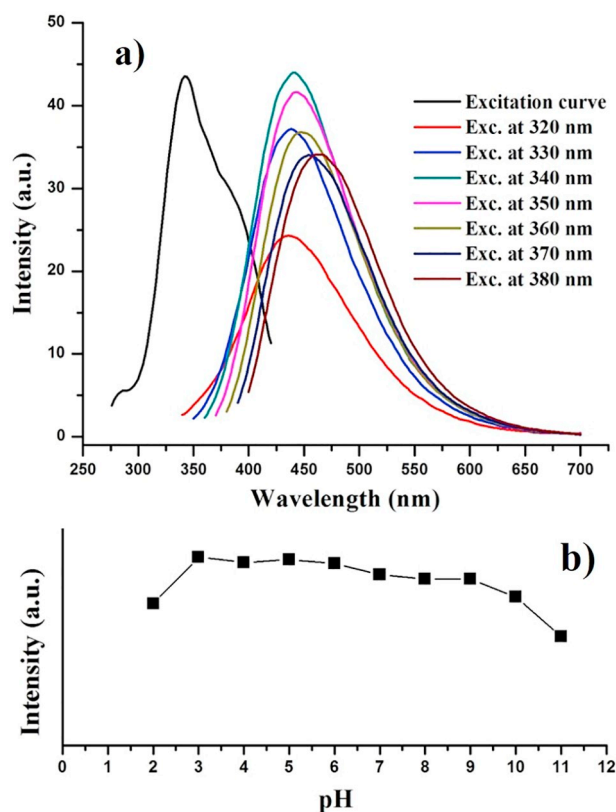 a)
Intensity (a.u.)
50
40
30
20
10
0
Excitation curve
Exc. at 320 nm
Exc. at 330 nm
Exc. at 340 nm
Exc. at 350 nm
Exc. at 360 nm
Exc. at 370 nm
Exc. at 380 nm
250 300 350 400 450 500 550 600 650 700
Wavelength (nm)
b)
Intensity (a.u.)
0 1 2 3 4 5 6 7 8 9 10 11 12
pH